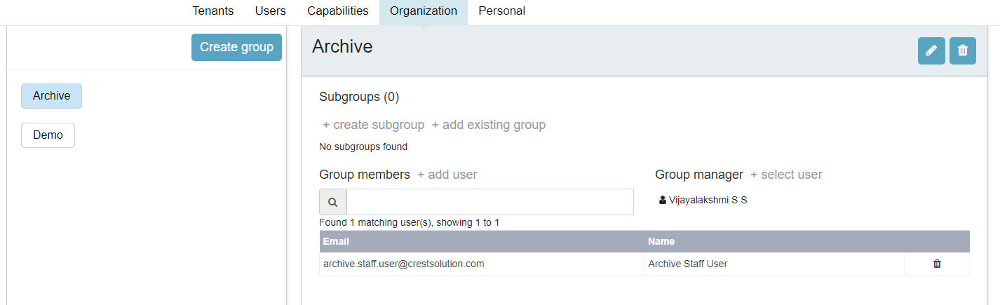 Tenants Users Capabilities Organization Personal
Create group
Archive
Demo
Archive
Subgroups (0)
+ create subgroup + add existing group
No subgroups found
Group members + add user
Group manager + select user
Vijayalakshmi S S
Found 1 matching user(s), showing 1 to 1
Email Name
archive.staff.user@crestsolution.com Archive Staff User